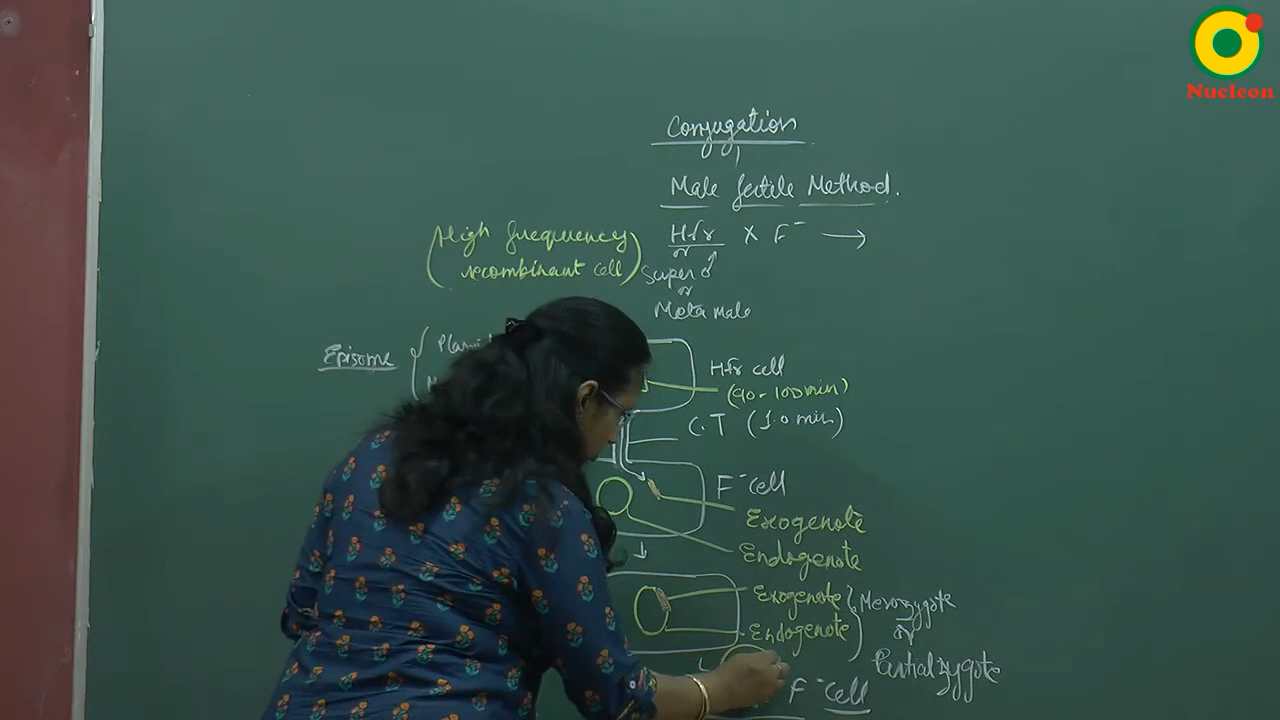 Nucleon
Conjugation
Male fertile Method.
(High frequency recombinant cell)
Hfr X F⁻ →
or
Super ♂
or
Meta male
Episome {
Hfr cell
(90-100min)
C.T (1.0 min)
F⁻ cell
Exogenote
Endogenote
Exogenote
Endogenote
} Merozygote
or
Partial zygote
F⁻ cell